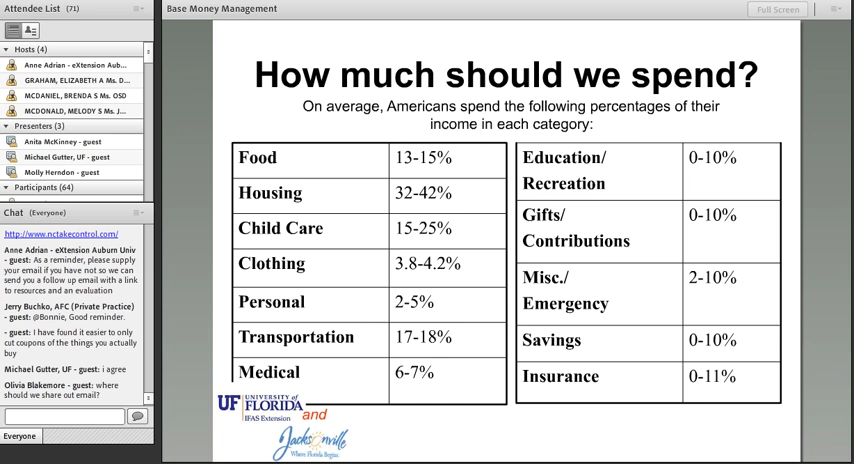 Attendee List (71)
Hosts (4)
Anne Adrian - eXtension Aub...
GRAHAM, ELIZABETH A Ms. D...
MCDANIEL, BRENDA S Ms. OSD
MCDONALD, MELODY S Ms. J...
Presenters (3)
Anita McKinney - guest
Michael Gutter, UF - guest
Molly Herndon - guest
Participants (64)
Chat (Everyone)
http://www.nctakecontrol.com/
Anne Adrian - eXtension Auburn Univ
- guest: As a reminder, please supply
your email if you have not so we can
send you a follow up email with a link
to resources and an evaluation
Jerry Buchko, AFC (Private Practice)
- guest: @Bonnie, Good reminder.
- guest: I have found it easier to only
cut coupons of the things you actually
buy
Michael Gutter, UF - guest: i agree
Olivia Blakemore - guest: where
should we share out email?
Everyone
Base Money Management
Full Screen
How much should we spend?
On average, Americans spend the following percentages of their
income in each category:
Food 13-15%
Housing 32-42%
Child Care 15-25%
Clothing 3.8-4.2%
Personal 2-5%
Transportation 17-18%
Medical 6-7%
Education/ 0-10%
Recreation
Gifts/ 0-10%
Contributions
Misc./ 2-10%
Emergency
Savings 0-10%
Insurance 0-11%
UF UNIVERSITY of
FLORIDA
IFAS Extension
and
Jacksonville
Where Florida Begins.